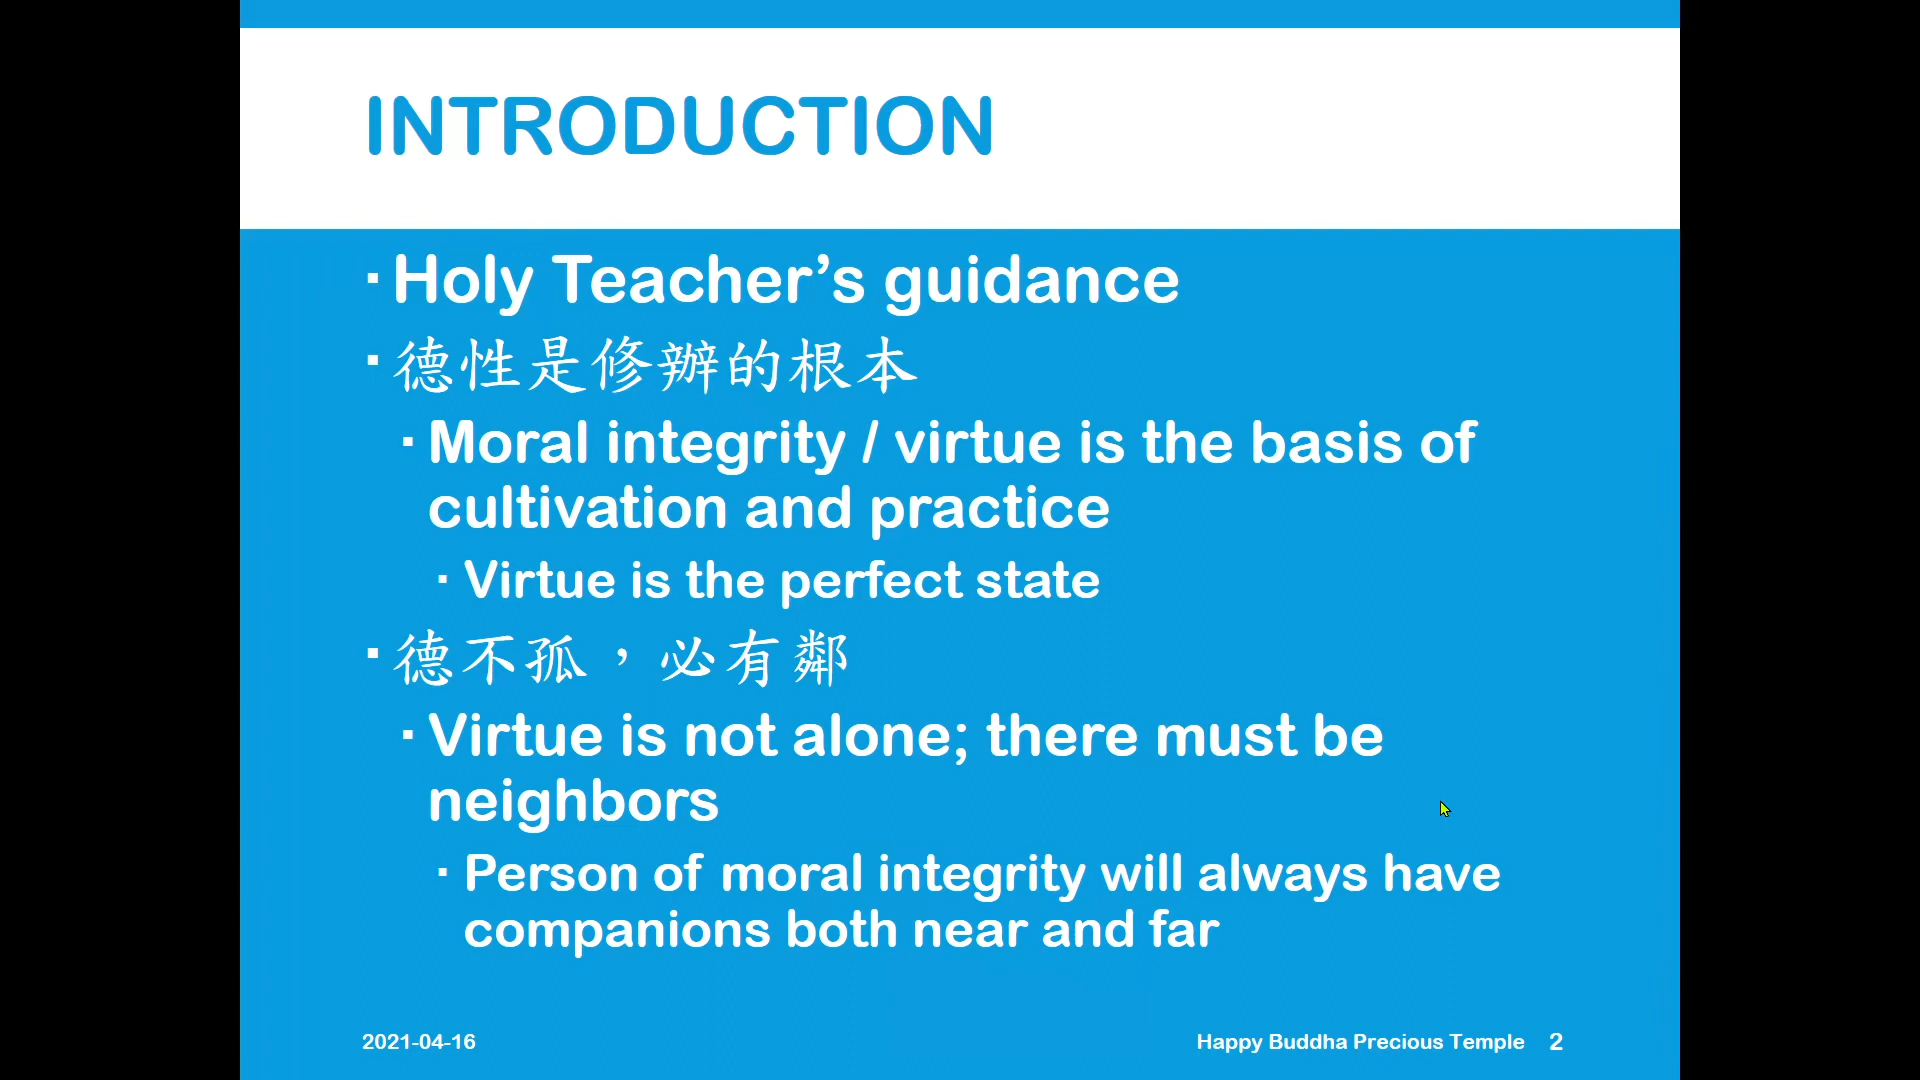 INTRODUCTION
▪ Holy Teacher’s guidance
▪ 德性是修辦的根本
▪ Moral integrity / virtue is the basis of
cultivation and practice
▪ Virtue is the perfect state
▪ 德不孤，必有鄰
▪ Virtue is not alone; there must be
neighbors
▪ Person of moral integrity will always have
companions both near and far
2021-04-16
Happy Buddha Precious Temple 2